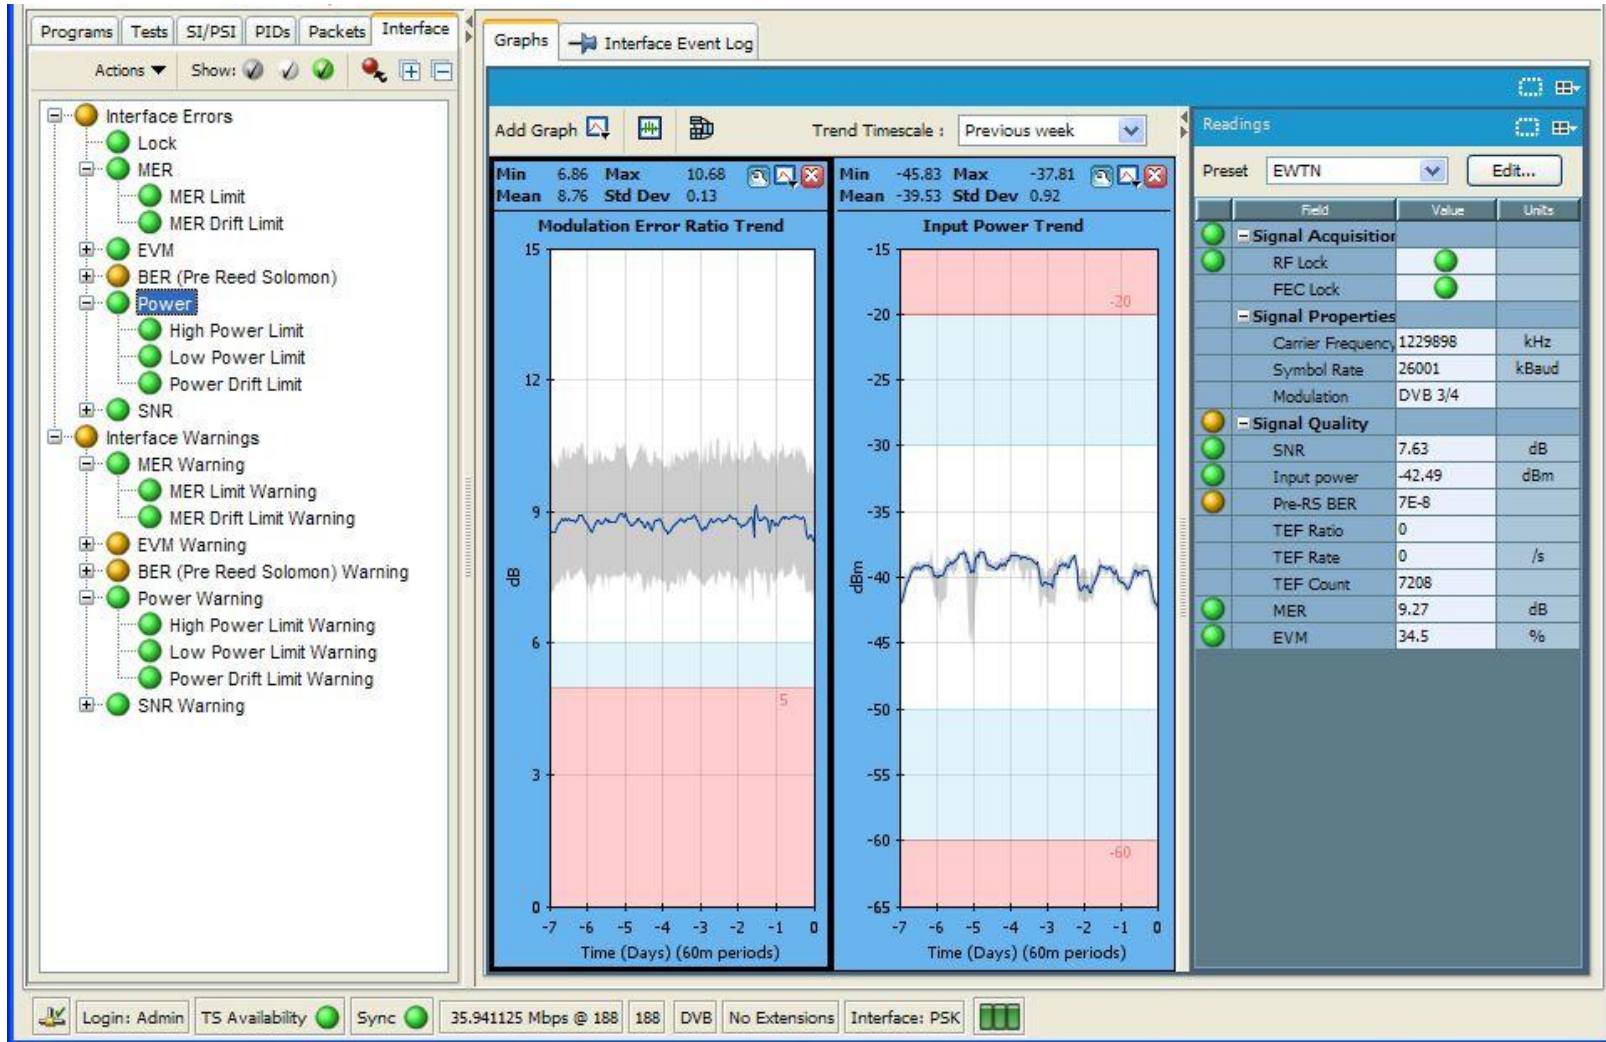 Programs Tests SI/PSI PIDs Packets Interface
Actions Show:
Interface Errors
Lock
MER
MER Limit
MER Drift Limit
EVM
BER (Pre Reed Solomon)
Power
High Power Limit
Low Power Limit
Power Drift Limit
SNR
Interface Warnings
MER Warning
MER Limit Warning
MER Drift Limit Warning
EVM Warning
BER (Pre Reed Solomon) Warning
Power Warning
High Power Limit Warning
Low Power Limit Warning
Power Drift Limit Warning
SNR Warning
Graphs Interface Event Log
Add Graph Trend Timescale : Previous week
Min 6.86 Max 10.68
Mean 8.76 Std Dev 0.13
Modulation Error Ratio Trend
15
12
9
dB
6
5
3
0
-7 -6 -5 -4 -3 -2 -1 0
Time (Days) (60m periods)
Min -45.83 Max -37.81
Mean -39.53 Std Dev 0.92
Input Power Trend
-15
-20
-20
-25
-30
-35
dBm
-40
-45
-50
-55
-60
-60
-65
-7 -6 -5 -4 -3 -2 -1 0
Time (Days) (60m periods)
Readings
Preset EWTN Edit...
Field Value Units
Signal Acquisition
RF Lock
FEC Lock
Signal Properties
Carrier Frequency 1229898 kHz
Symbol Rate 26001 kBaud
Modulation DVB 3/4
Signal Quality
SNR 7.63 dB
Input power -42.49 dBm
Pre-RS BER 7E-8
TEF Ratio 0
TEF Rate 0 /s
TEF Count 7208
MER 9.27 dB
EVM 34.5 %
Login: Admin TS Availability Sync 35.941125 Mbps @ 188 188 DVB No Extensions Interface: PSK